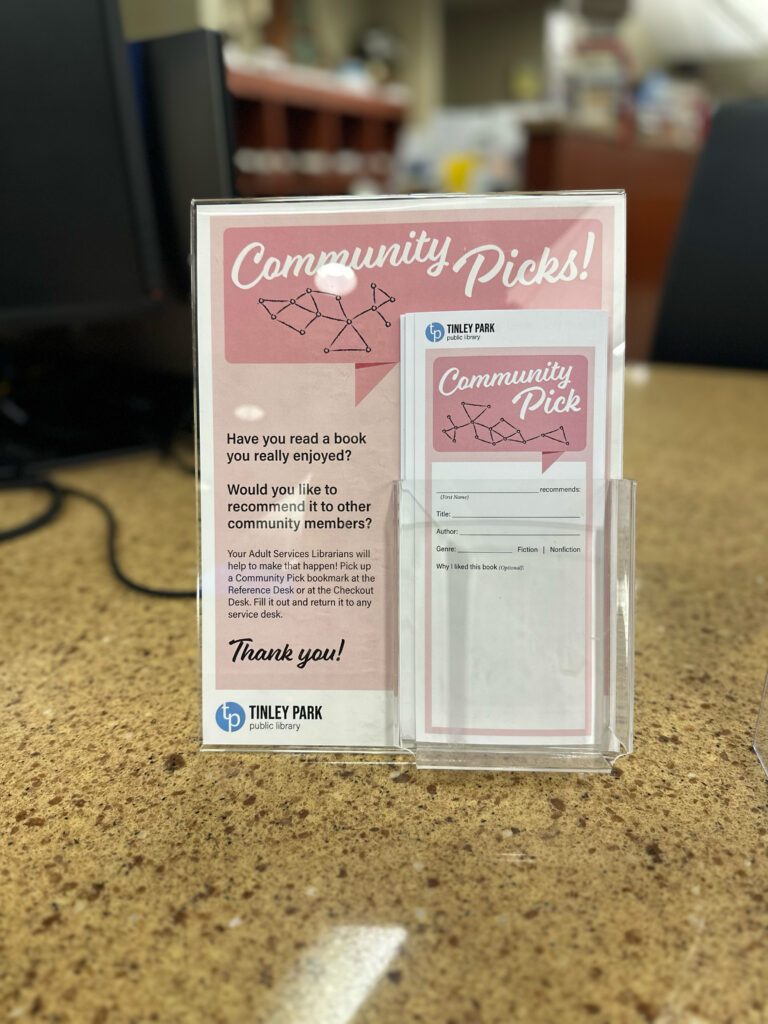 Community Picks!
Have you read a book
you really enjoyed?
Would you like to
recommend it to other
community members?
Your Adult Services Librarians will
help to make that happen! Pick up
a Community Pick bookmark at the
Reference Desk or at the Checkout
Desk. Fill it out and return it to any
service desk.
Thank you!
tp TINLEY PARK
public library
tp TINLEY PARK
public library
Community
Pick
recommends:
(First Name)
Title:
Author:
Genre: Fiction | Nonfiction
Why I liked this book (Optional):